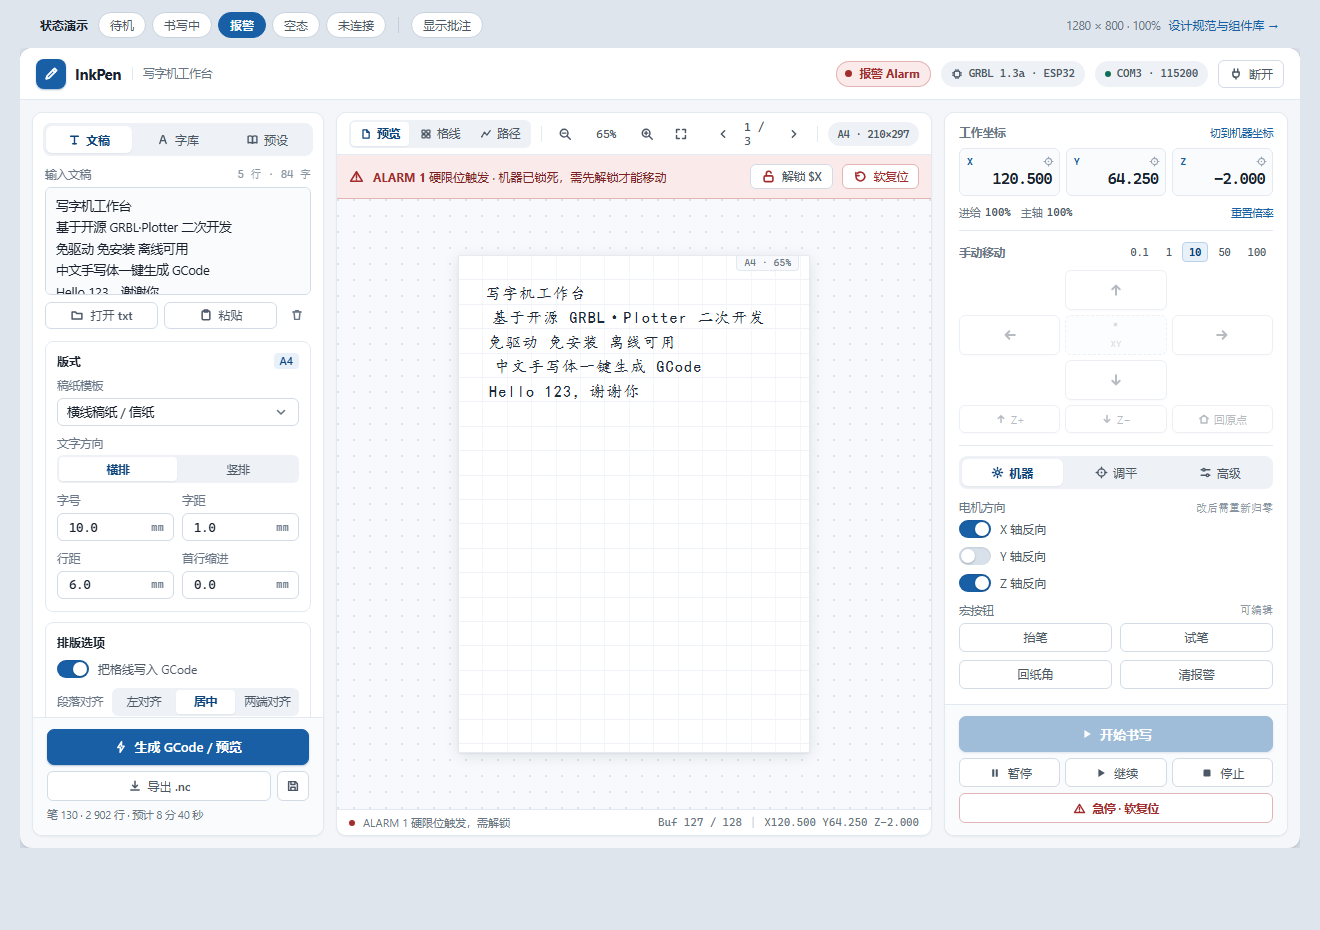 状态演示 待机 书写中 报警 空态 未连接 显示批注 1280 × 800 · 100% 设计规范与组件库 →
InkPen 写字机工作台 报警 Alarm GRBL 1.3a · ESP32 COM3 · 115200 断开
文稿 字库 预设
输入文稿 5 行 · 84 字
写字机工作台
基于开源 GRBL-Plotter 二次开发
免驱动 免安装 离线可用
中文手写体一键生成 GCode
Hello 123，谢谢你
打开 txt 粘贴
版式 A4
稿纸模板
横线稿纸 / 信纸
文字方向
横排 竖排
字号 字距
10.0 mm 1.0 mm
行距 首行缩进
6.0 mm 0.0 mm
排版选项
把格线写入 GCode
段落对齐 左对齐 居中 两端对齐
生成 GCode / 预览
导出 .nc
笔 130 · 2 902 行 · 预计 8 分 40 秒
预览 格线 路径 65% 1 / 3 A4 · 210×297
ALARM 1 硬限位触发 · 机器已锁死，需先解锁才能移动 解锁 $X 软复位
A4 · 65%
写字机工作台
基于开源 GRBL·Plotter 二次开发
免驱动 免安装 离线可用
中文手写体一键生成 GCode
Hello 123, 谢谢你
ALARM 1 硬限位触发，需解锁 Buf 127 / 128 | X120.500 Y64.250 Z−2.000
工作坐标 切到机器坐标
X Y Z
120.500 64.250 −2.000
进给 100% 主轴 100% 重置倍率
手动移动 0.1 1 10 50 100
XY
Z+ Z− 回原点
机器 调平 高级
电机方向 改后需重新归零
X 轴反向
Y 轴反向
Z 轴反向
宏按钮 可编辑
抬笔 试笔
回纸角 清报警
开始书写
暂停 继续 停止
急停 · 软复位